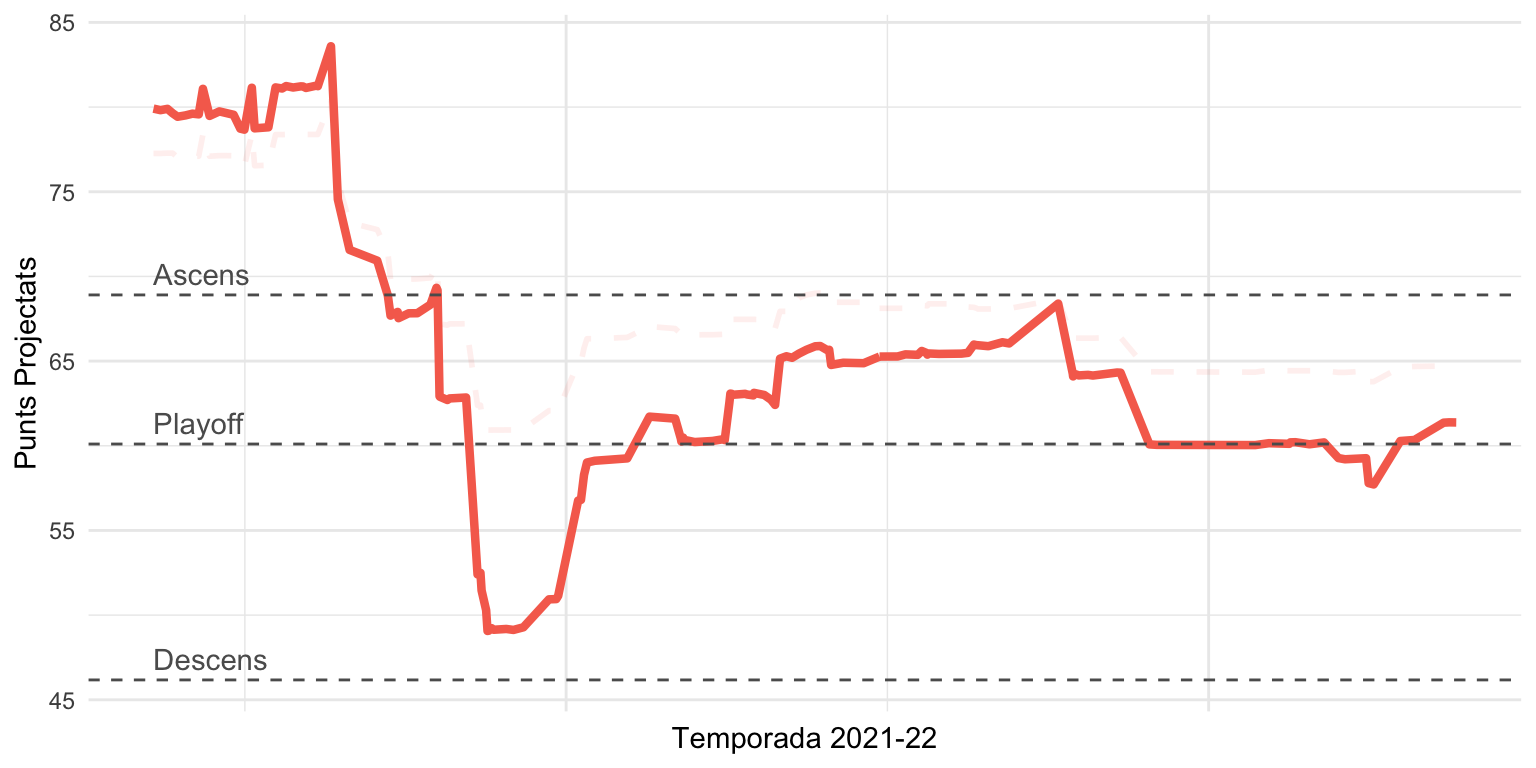 85
75
65
55
45
Punts Projectats
Ascens
Playoff
Descens
Temporada 2021-22